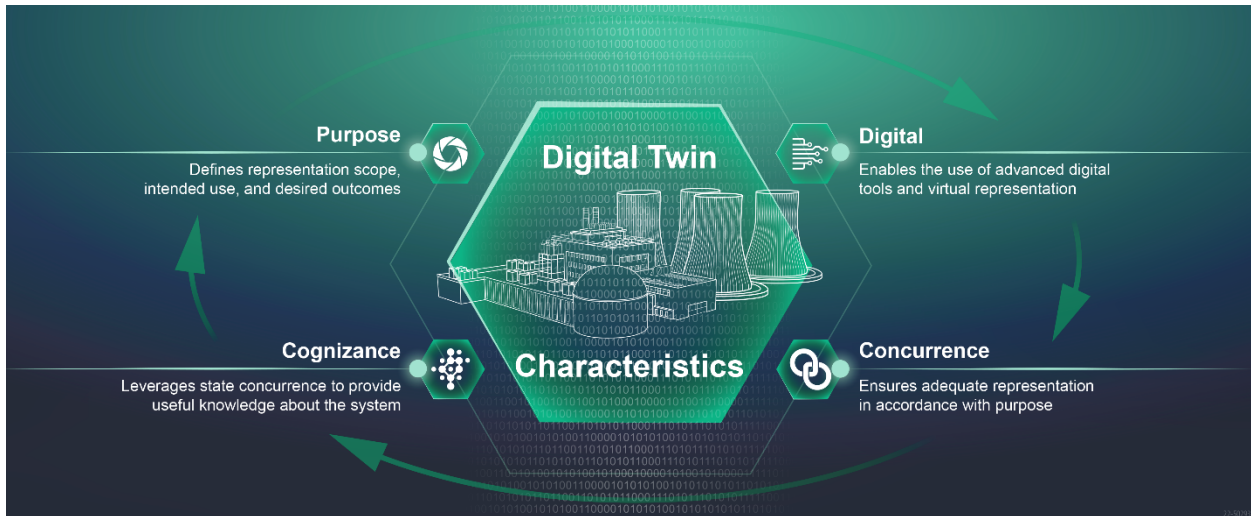 Digital Twin
Characteristics
Purpose
Defines representation scope,
intended use, and desired outcomes
Digital
Enables the use of advanced digital
tools and virtual representation
Cognizance
Leverages state concurrence to provide
useful knowledge about the system
Concurrence
Ensures adequate representation
in accordance with purpose